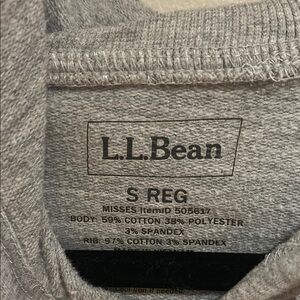 L.L.Bean
S REG
MISSES ItemID 505617
BODY: 59% COTTON 38% POLYESTER
3% SPANDEX
RIB: 97% COTTON 3% SPANDEX